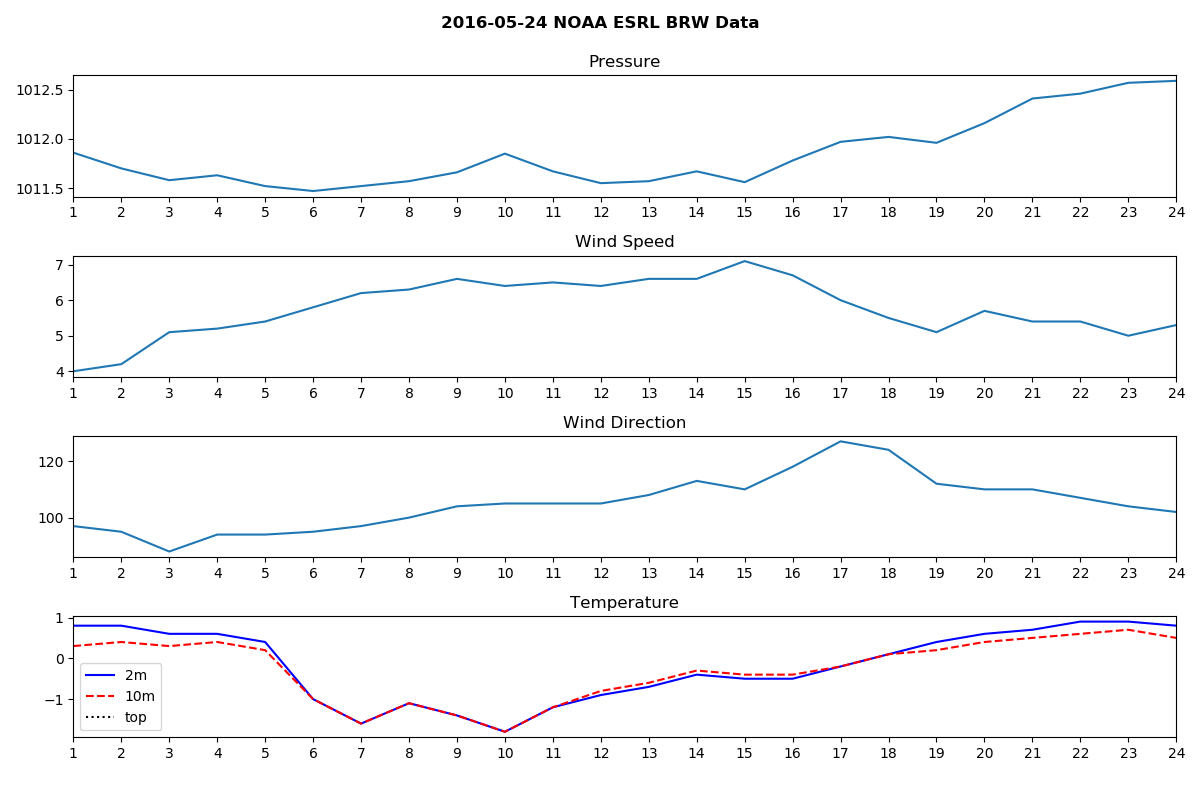 2016-05-24 NOAA ESRL BRW Data
Pressure
1012.5
1012.0
1011.5
1 2 3 4 5 6 7 8 9 10 11 12 13 14 15 16 17 18 19 20 21 22 23 24
Wind Speed
7
6
5
4
1 2 3 4 5 6 7 8 9 10 11 12 13 14 15 16 17 18 19 20 21 22 23 24
Wind Direction
120
100
1 2 3 4 5 6 7 8 9 10 11 12 13 14 15 16 17 18 19 20 21 22 23 24
Temperature
1
0
−1
2m
10m
top
1 2 3 4 5 6 7 8 9 10 11 12 13 14 15 16 17 18 19 20 21 22 23 24